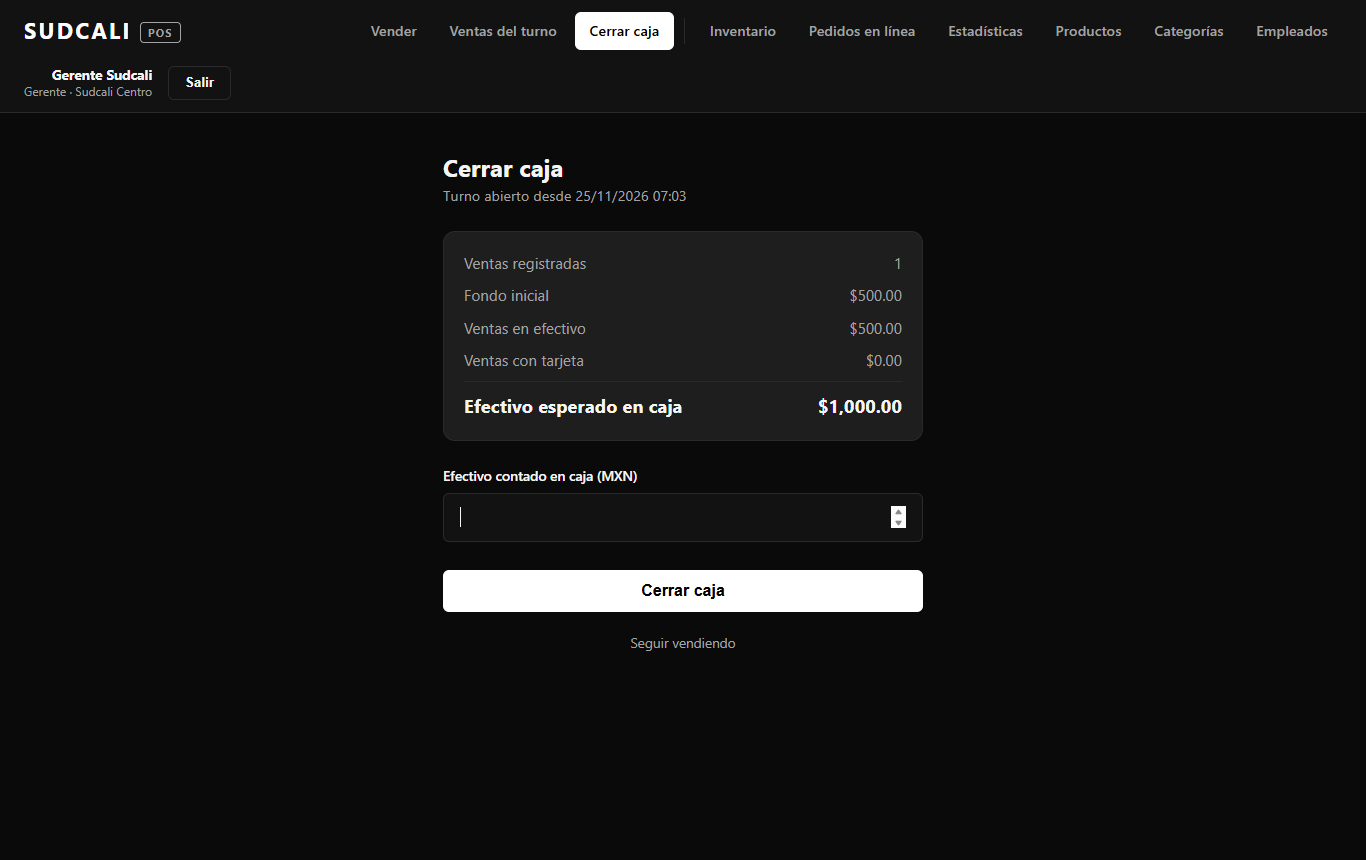 SUDCALI POS
Vender Ventas del turno Cerrar caja Inventario Pedidos en línea Estadísticas Productos Categorías Empleados
Gerente Sudcali
Gerente · Sudcali Centro
Salir
Cerrar caja
Turno abierto desde 25/11/2026 07:03
Ventas registradas 1
Fondo inicial $500.00
Ventas en efectivo $500.00
Ventas con tarjeta $0.00
Efectivo esperado en caja $1,000.00
Efectivo contado en caja (MXN)
Cerrar caja
Seguir vendiendo